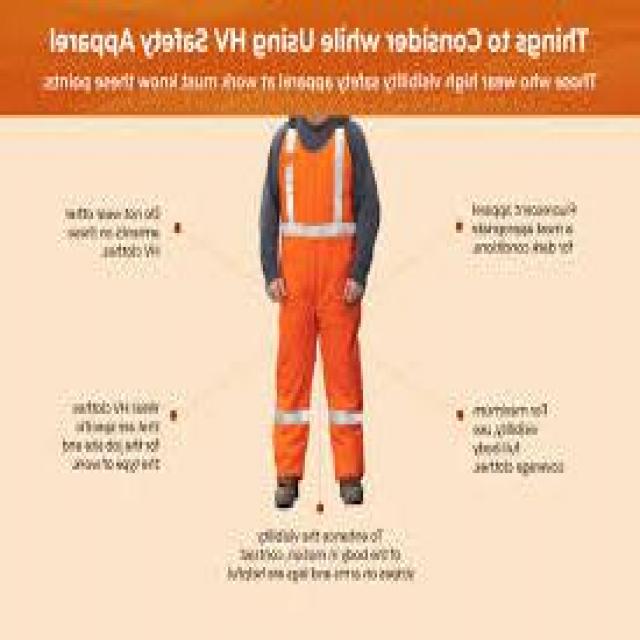 Things to Consider while Using HV Safety Apparel
Those who wear high visibility safety apparel at work must know these points:
Fluorescent Apparel
is most appropriate
for dark conditions.
Do not wear other
garments on these
HV clothes.
For maximum
visibility, use
full-body
coverage clothes.
Wear HV clothes
that are specific
for the job site and
the type of work.
To enhance the visibility
of the body in motion, contrast
stripes on arms and legs are helpful